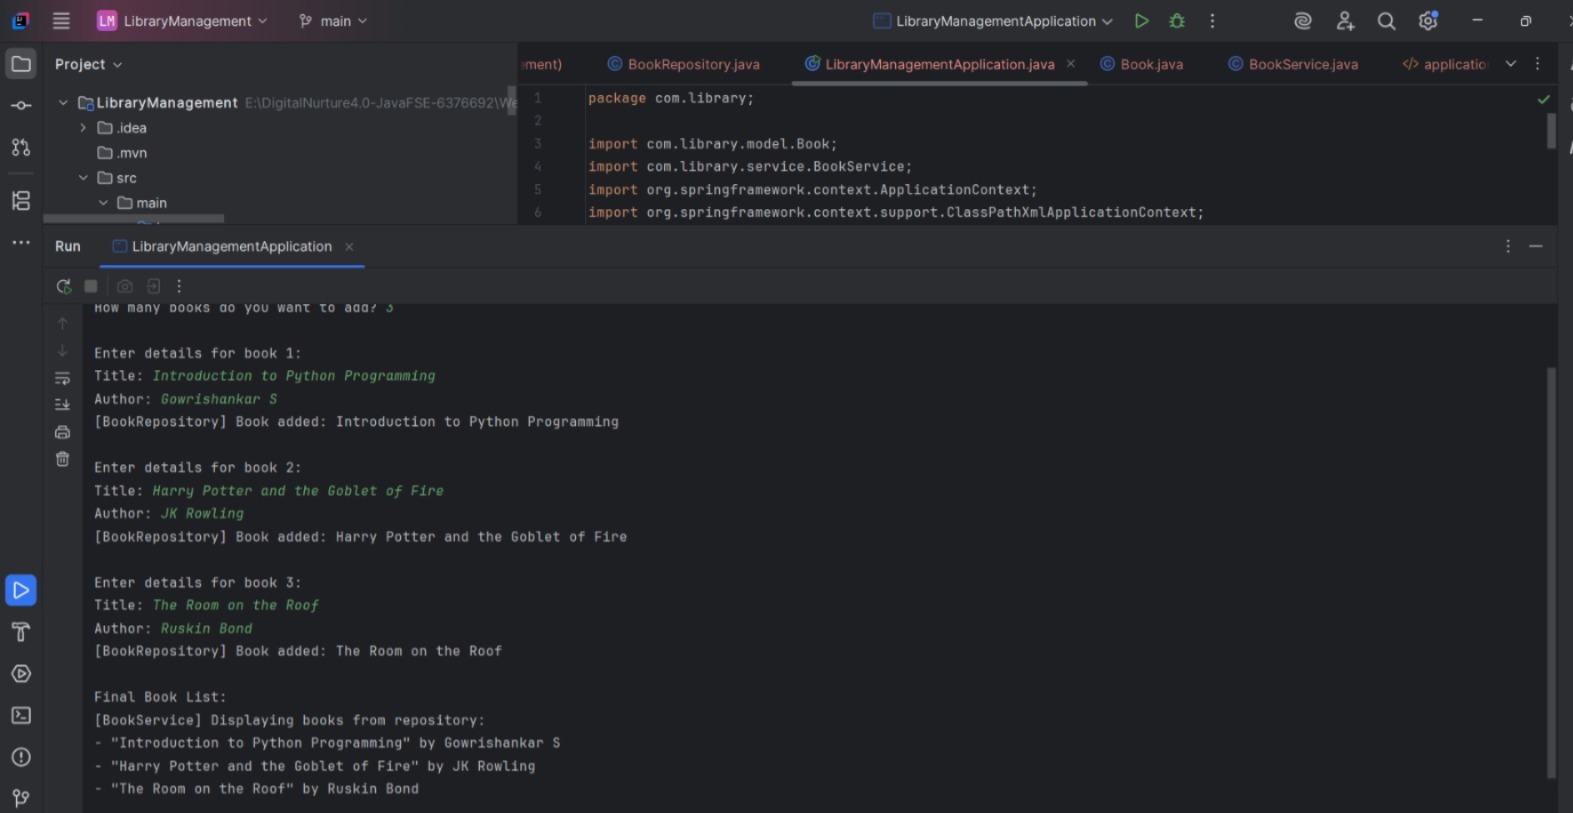 LM LibraryManagement main LibraryManagementApplication
Project
ment) BookRepository.java LibraryManagementApplication.java Book.java BookService.java applicatio
LibraryManagement E:\DigitalNurture4.0-JavaFSE-6376692\We
.idea
.mvn
src
main
1 package com.library;
2
3 import com.library.model.Book;
4 import com.library.service.BookService;
5 import org.springframework.context.ApplicationContext;
6 import org.springframework.context.support.ClassPathXmlApplicationContext;
Run LibraryManagementApplication
How many books do you want to add? 3
Enter details for book 1:
Title: Introduction to Python Programming
Author: Gowrishankar S
[BookRepository] Book added: Introduction to Python Programming
Enter details for book 2:
Title: Harry Potter and the Goblet of Fire
Author: JK Rowling
[BookRepository] Book added: Harry Potter and the Goblet of Fire
Enter details for book 3:
Title: The Room on the Roof
Author: Ruskin Bond
[BookRepository] Book added: The Room on the Roof
Final Book List:
[BookService] Displaying books from repository:
- "Introduction to Python Programming" by Gowrishankar S
- "Harry Potter and the Goblet of Fire" by JK Rowling
- "The Room on the Roof" by Ruskin Bond